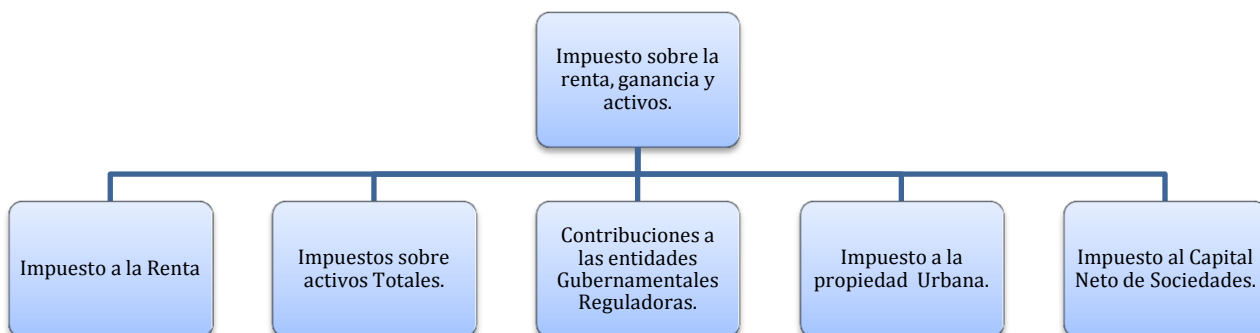 Impuesto sobre la
renta, ganancia y
activos.
Impuesto a la Renta
Impuestos sobre
activos Totales.
Contribuciones a
las entidades
Gubernamentales
Reguladoras.
Impuesto a la
propiedad  Urbana.
Impuesto al Capital
Neto de Sociedades.